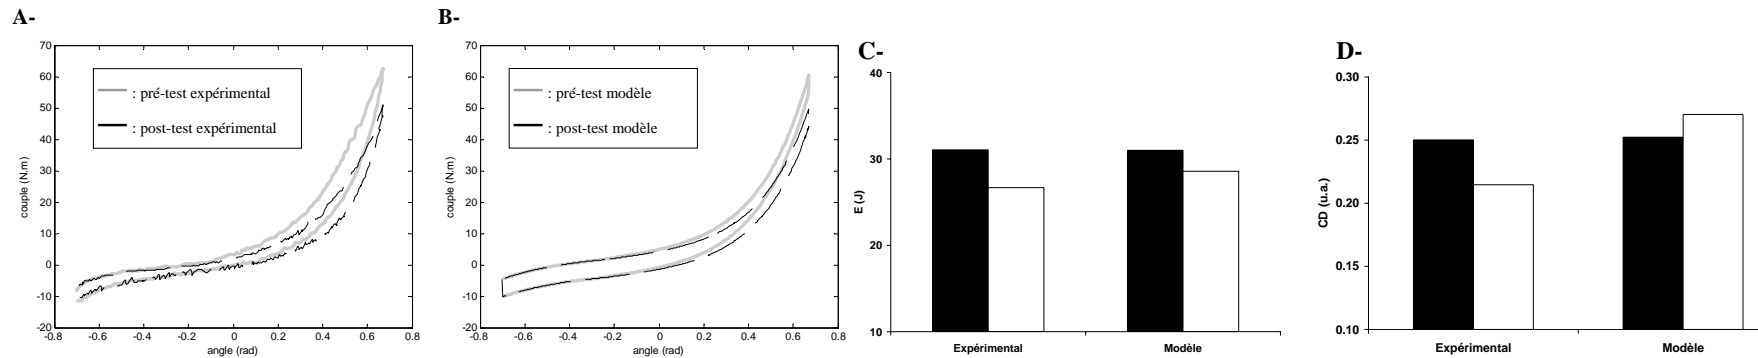 A-
70
60
50
40
30
20
10
0
-10
-20
couple (N.m)
: pré-test expérimental
: post-test expérimental
-0.8 -0.6 -0.4 -0.2 0 0.2 0.4 0.6 0.8
angle (rad)
B-
70
60
50
40
30
20
10
0
-10
-20
couple (N.m)
: pré-test modèle
: post-test modèle
-0.8 -0.6 -0.4 -0.2 0 0.2 0.4 0.6 0.8
angle (rad)
C-
40
30
20
10
E (J)
Expérimental Modèle
D-
0.30
0.25
0.20
0.15
0.10
CD (u.a.)
Expérimental Modèle